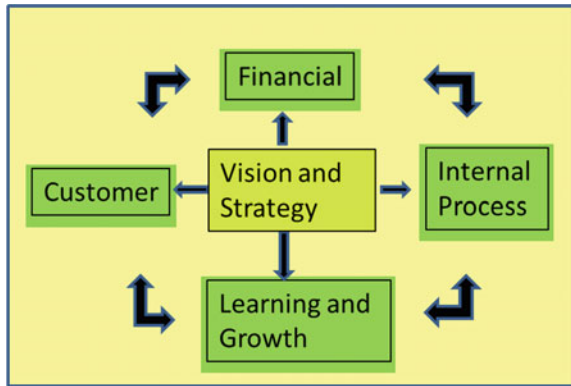 Financial
Customer
Vision and
Strategy
Internal
Process
Learning and
Growth